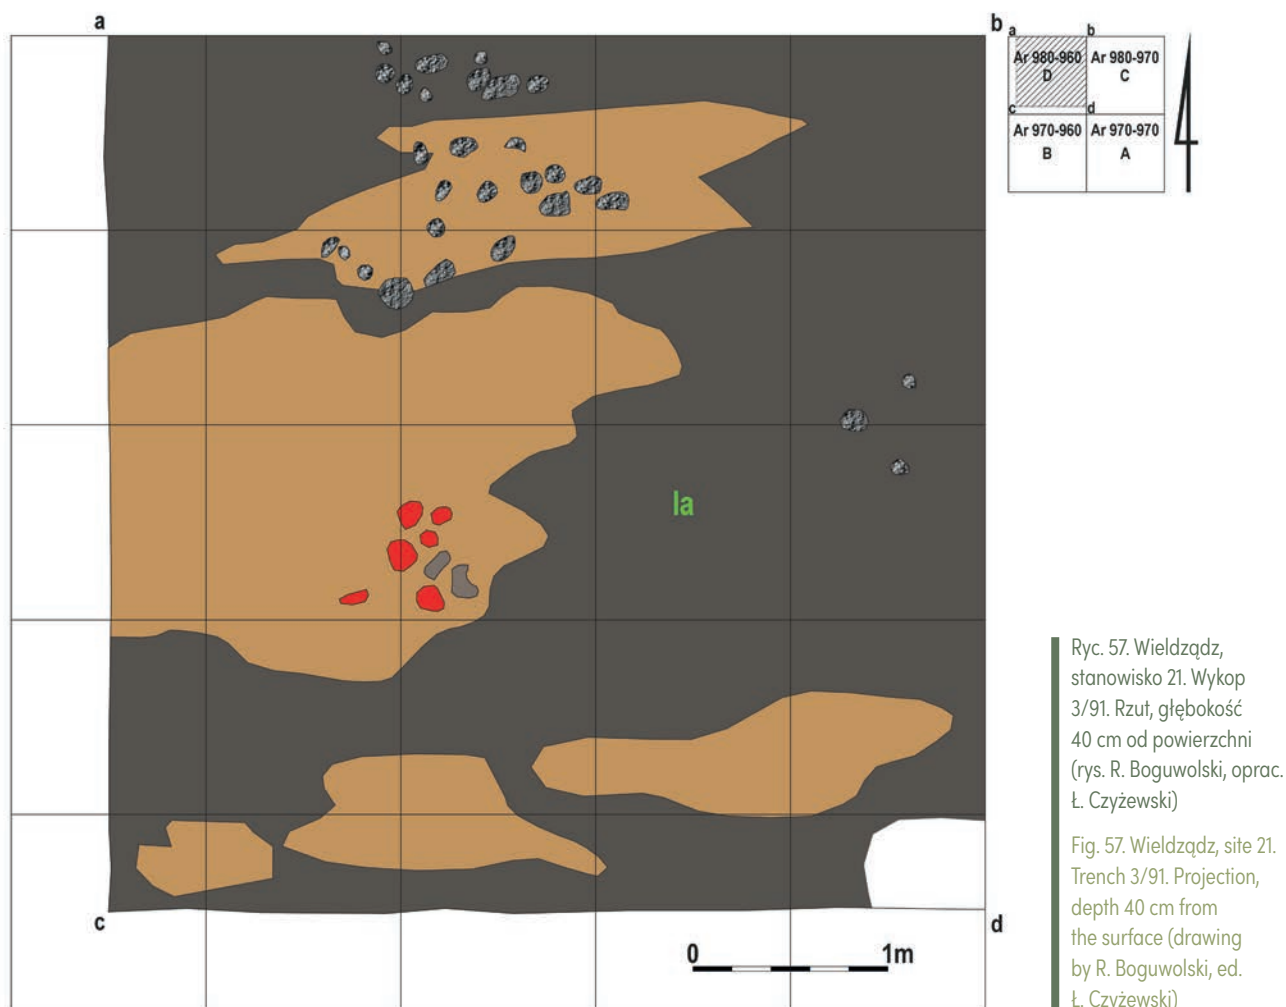 a
b
a
b
Ar 980-960
Ar 980-970
D
C
c
d
Ar 970-960
Ar 970-970
B
A
Ia
c
d
0
1m
Ryc. 57. Wieldządz,
stanowisko 21. Wykop
3/91. Rzut, głębokość
40 cm od powierzchni
(rys. R. Boguwolski, oprac.
Ł. Czyżewski)
Fig. 57. Wieldządz, site 21.
Trench 3/91. Projection,
depth 40 cm from
the surface (drawing
by R. Boguwolski, ed.
Ł. Czyżewski)